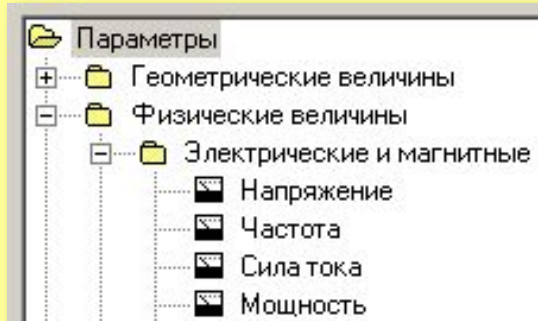 Параметры
Геометрические величины
Физические величины
Электрические и магнитные
Напряжение
Частота
Сила тока
Мощность